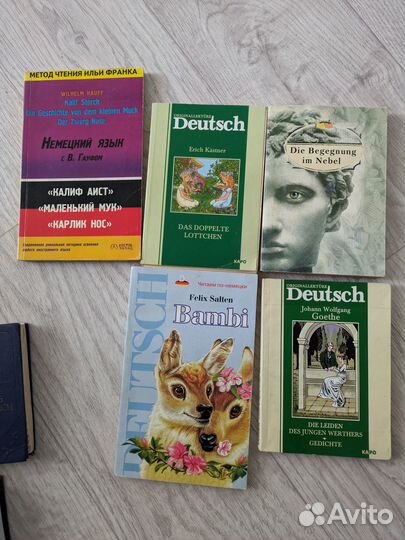 МЕТОД ЧТЕНИЯ ИЛЬИ ФРАНКА
WILHELM HAUFF
Kalif Storch
Die Geschichte von dem kleinen Muck
Der Zwerg Nase
НЕМЕЦКИЙ ЯЗЫК
С В. ГАУФОМ
«КАЛИФ АИСТ»
«МАЛЕНЬКИЙ МУК»
«КАРЛИК НОС»
ORIGINALLEKTÜRE
Deutsch
Erich Kästner
DAS DOPPELTE
LOTTCHEN
КАРО
Die Begegnung
im Nebel
DEUTSCH
Читаем по-немецки
Felix Salten
Bambi
ORIGINALLEKTÜRE
Deutsch
Johann Wolfgang
Goethe
DIE LEIDEN
DES JUNGEN WERTHERS
GEDICHTE
КАРО
Avito